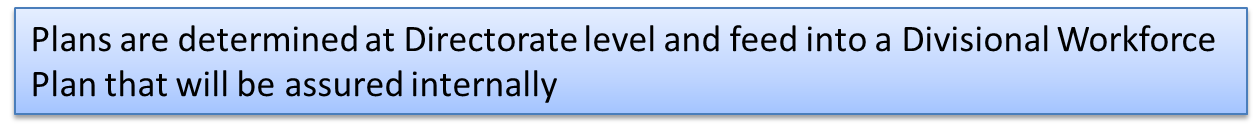 Plans are determined at Directorate level and feed into a Divisional Workforce
Plan that will be assured internally